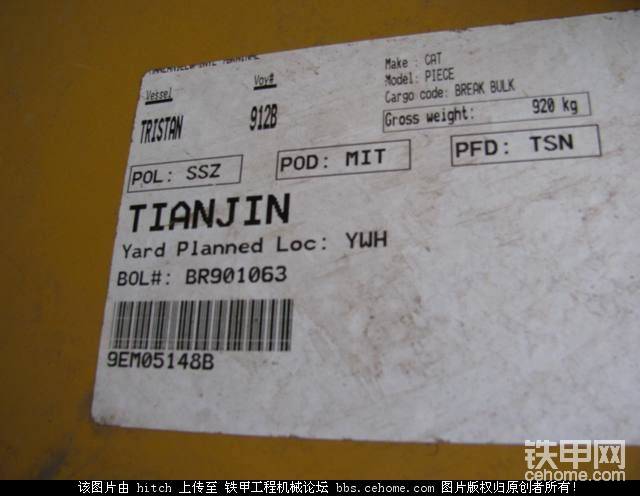 Vessel Voy#
TRISTAN 912B
Make : CAT
Model: PIECE
Cargo code: BREAK BULK
Gross weight: 920 kg
POL: SSZ POD: MIT PFD: TSN
TIANJIN
Yard Planned Loc: YWH
BOL#: BR901063
9EM05148B
铁甲网
该图片由 hitch 上传至 铁甲工程机械论坛 bbs.cehome.com 图片版权归原创者所有!